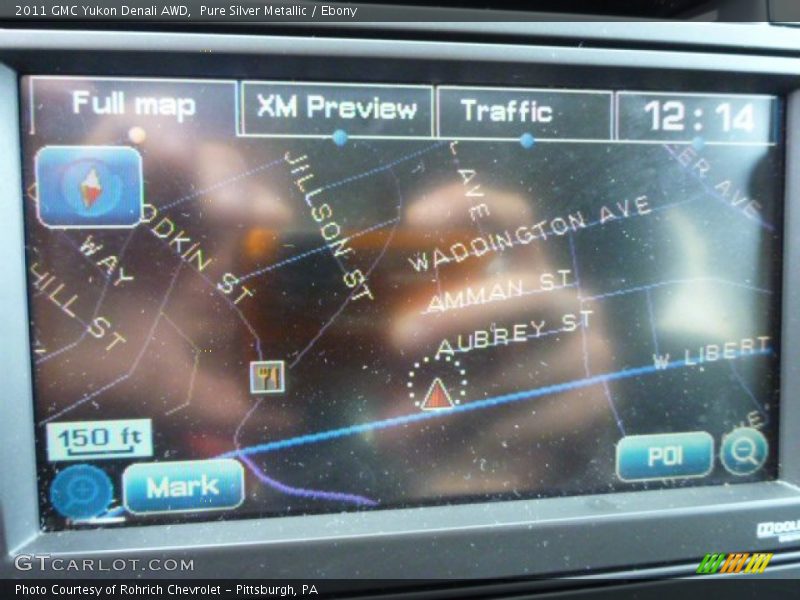 2011 GMC Yukon Denali AWD, Pure Silver Metallic / Ebony
Full map
XM Preview
Traffic
12:14
JILLSON ST
AVE
WADDINGTON AVE
AVE
ODKIN ST
WAY
HILL ST
AMMAN ST
AUBREY ST
W LIBERT
150 ft
Mark
POI
GTCARLOT.COM
Photo Courtesy of Rohrich Chevrolet – Pittsburgh, PA